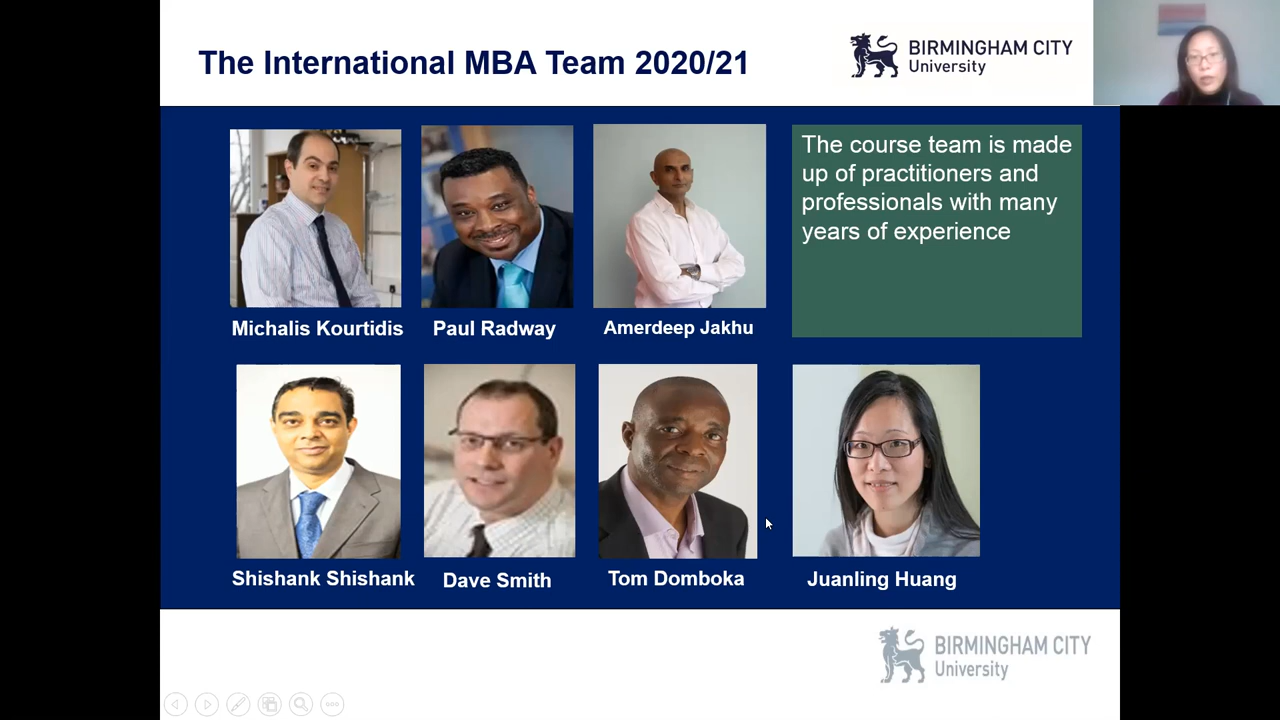 The International MBA Team 2020/21
BIRMINGHAM CITY
University
The course team is made
up of practitioners and
professionals with many
years of experience
Michalis Kourtidis
Paul Radway
Amerdeep Jakhu
Shishank Shishank
Dave Smith
Tom Domboka
Juanling Huang
BIRMINGHAM CITY
University